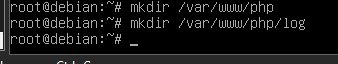 root@debian:~# mkdir /var/www/php
root@debian:~# mkdir /var/www/php/log
root@debian:~# _